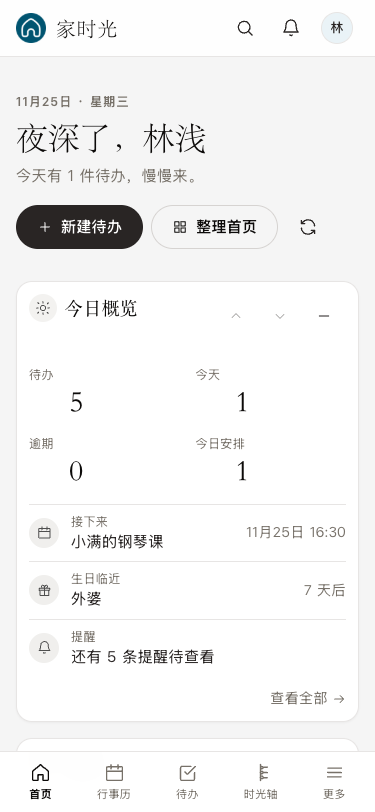 家时光
林
11月25日 · 星期三
夜深了，林浅
今天有 1 件待办，慢慢来。
新建待办
整理首页
今日概览
待办
今天
5
1
逾期
今日安排
0
1
接下来
小满的钢琴课
11月25日 16:30
生日临近
外婆
7 天后
提醒
还有 5 条提醒待查看
查看全部 →
首页
行事历
待办
时光轴
更多